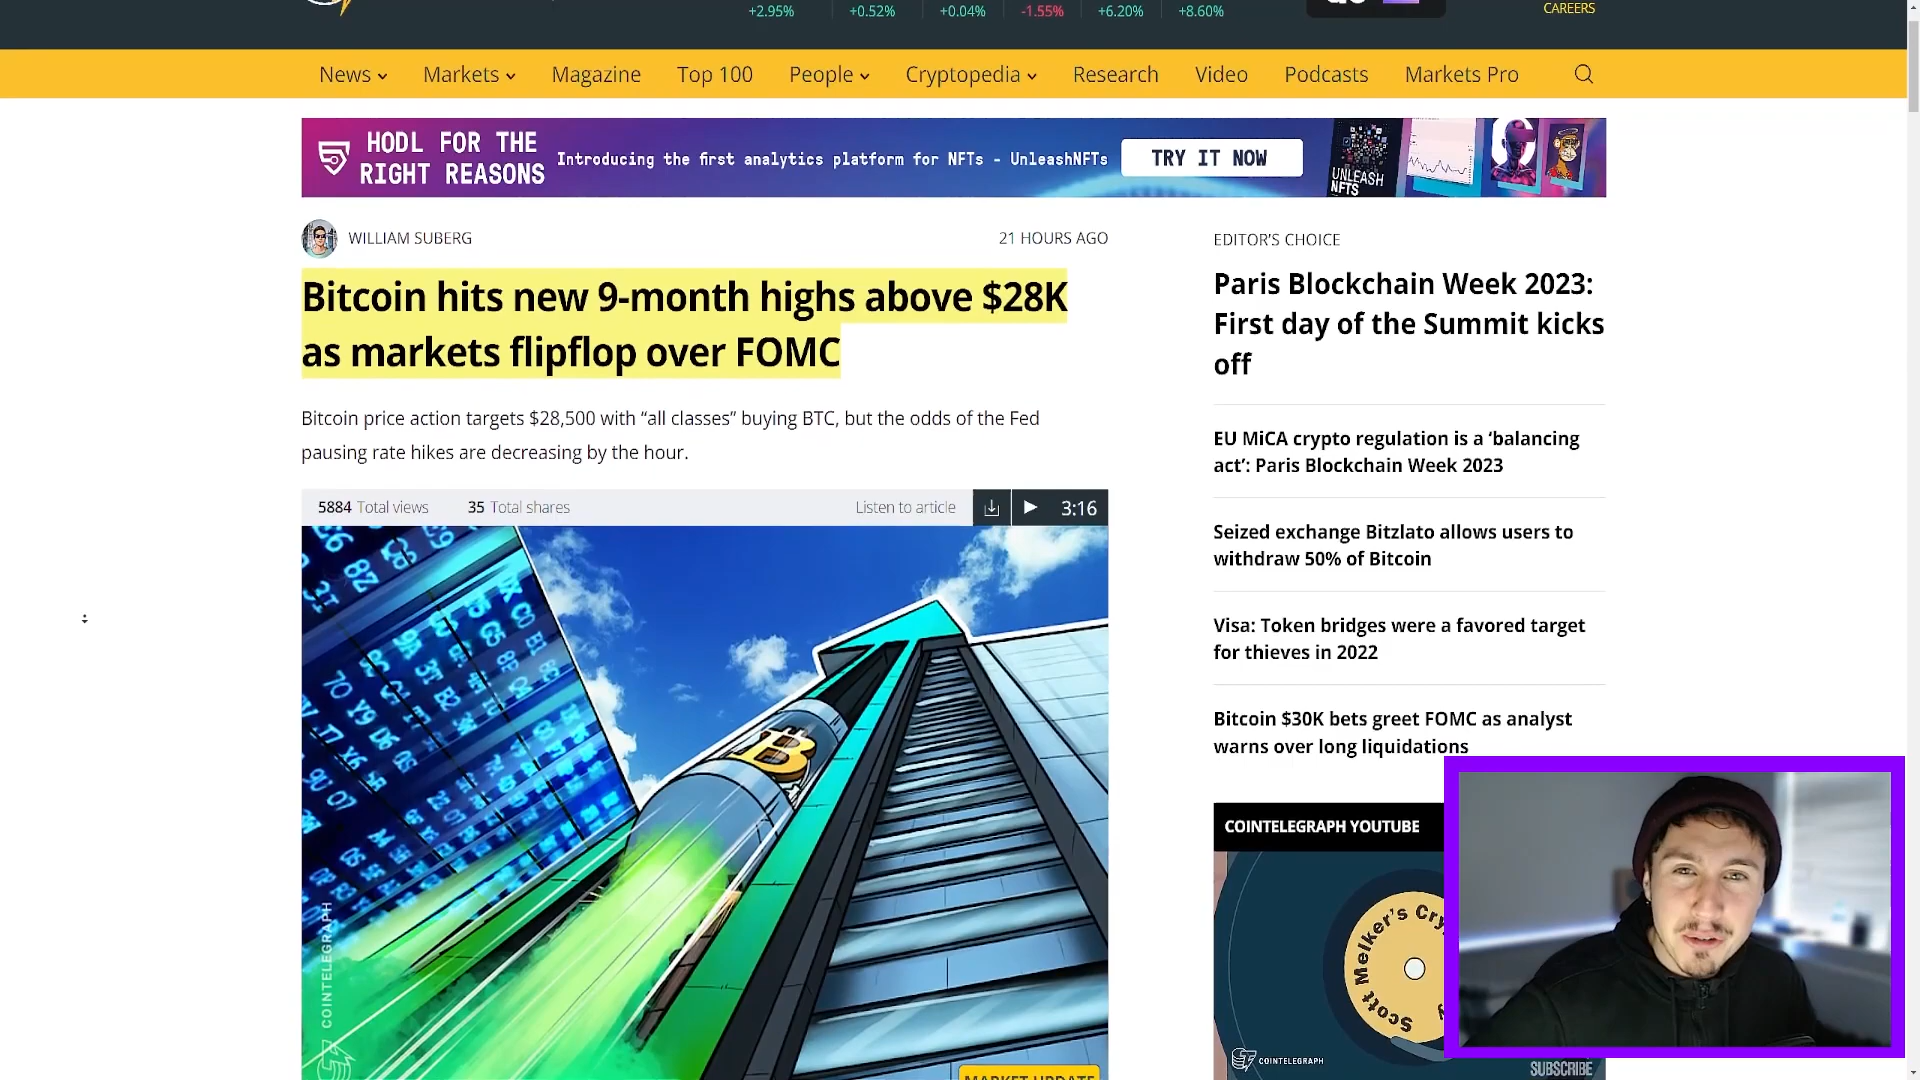 +2.95% +0.52% +0.04% -1.55% +6.20% +8.60%
CAREERS
News Markets Magazine Top 100 People Cryptopedia Research Video Podcasts Markets Pro
HODL FOR THE
RIGHT REASONS
Introducing the first analytics platform for NFTs - UnleashNFTs
TRY IT NOW
UNLEASH
NFTS
WILLIAM SUBERG
21 HOURS AGO
Bitcoin hits new 9-month highs above $28K
as markets flipflop over FOMC
Bitcoin price action targets $28,500 with “all classes” buying BTC, but the odds of the Fed
pausing rate hikes are decreasing by the hour.
5884 Total views 35 Total shares Listen to article 3:16
COINTELEGRAPH
MARKET UPDATE
EDITOR’S CHOICE
Paris Blockchain Week 2023:
First day of the Summit kicks
off
EU MiCA crypto regulation is a ‘balancing
act’: Paris Blockchain Week 2023
Seized exchange Bitzlato allows users to
withdraw 50% of Bitcoin
Visa: Token bridges were a favored target
for thieves in 2022
Bitcoin $30K bets greet FOMC as analyst
warns over long liquidations
COINTELEGRAPH YOUTUBE
Scott Melker’s Cry
COINTELEGRAPH
SUBSCRIBE